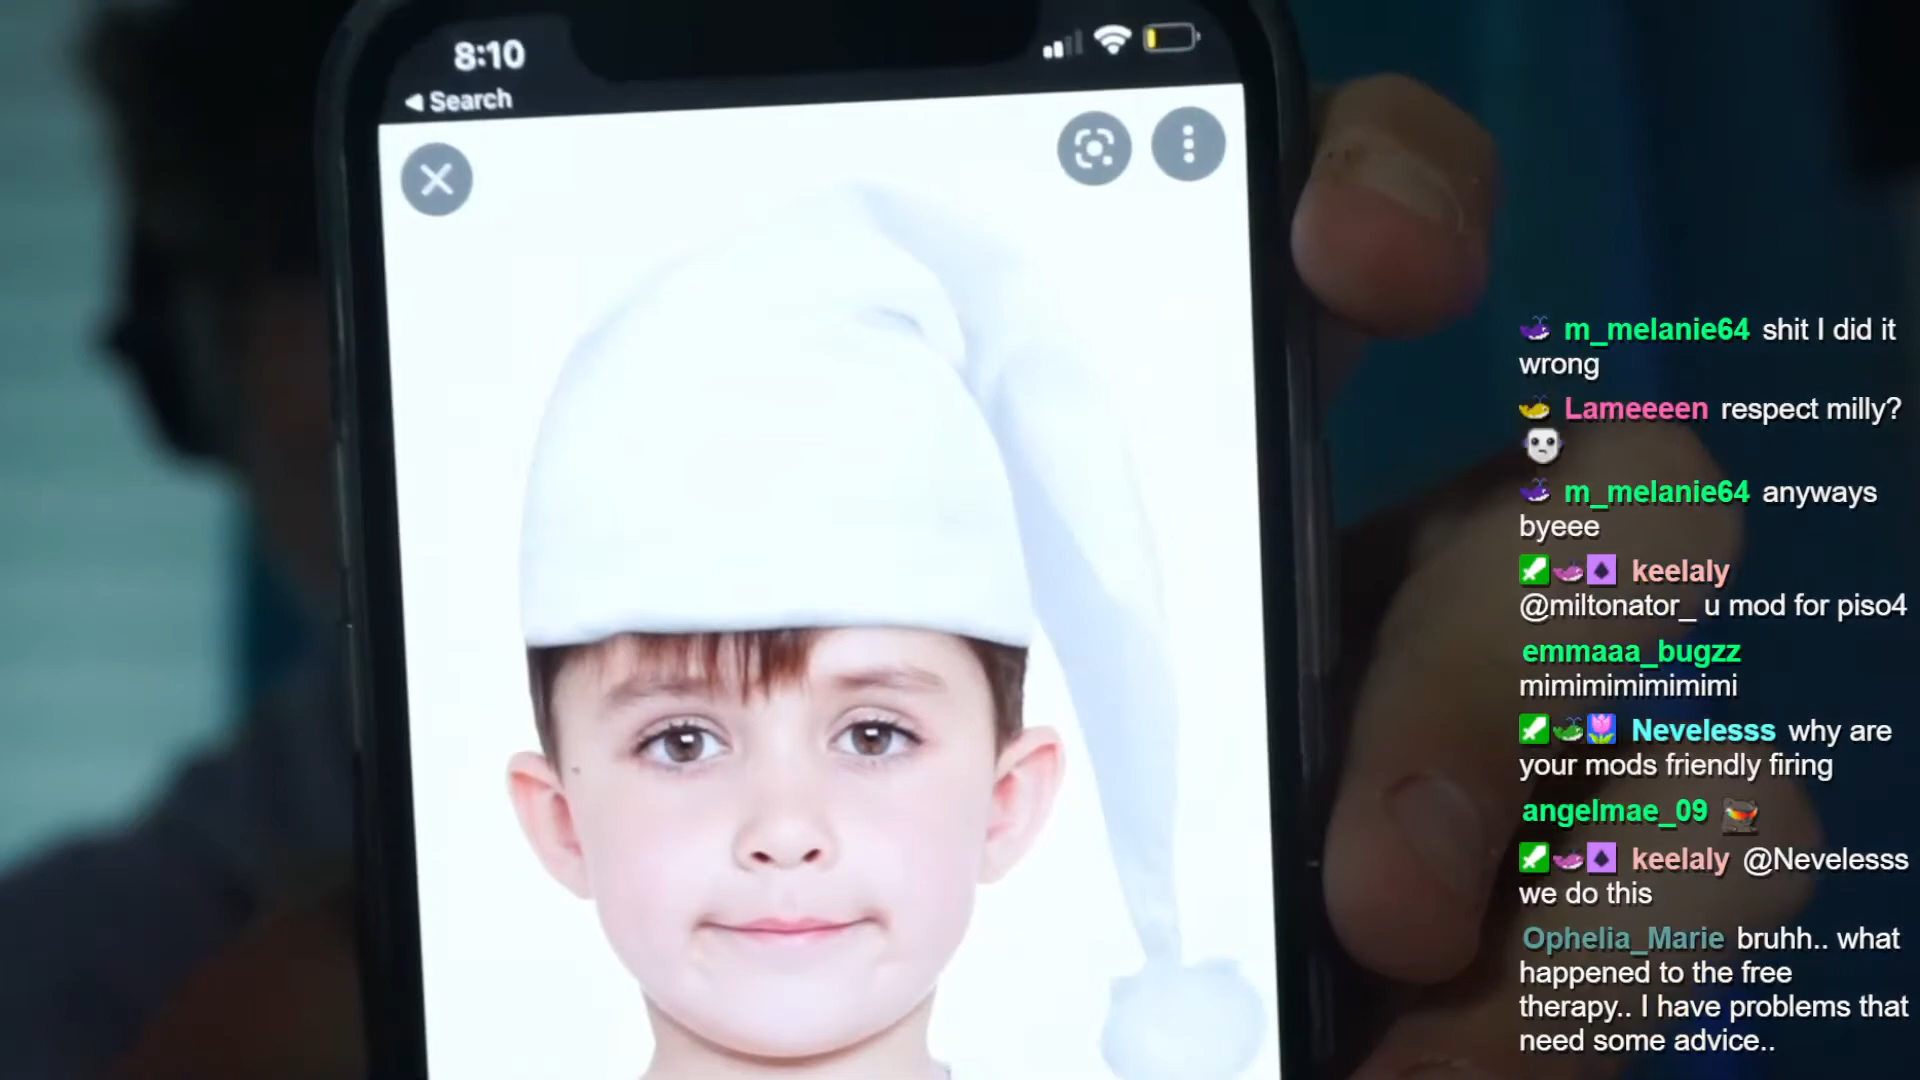 8:10
Search
m_melanie64 shit I did it
wrong
Lameeeen respect milly?
m_melanie64 anyways
byeee
keelaly
@miltonator_ u mod for piso4
emmaaa_bugzz
mimimimimimimi
Nevelesss why are
your mods friendly firing
angelmae_09
keelaly @Nevelesss
we do this
Ophelia_Marie bruhh.. what
happened to the free
therapy.. I have problems that
need some advice..